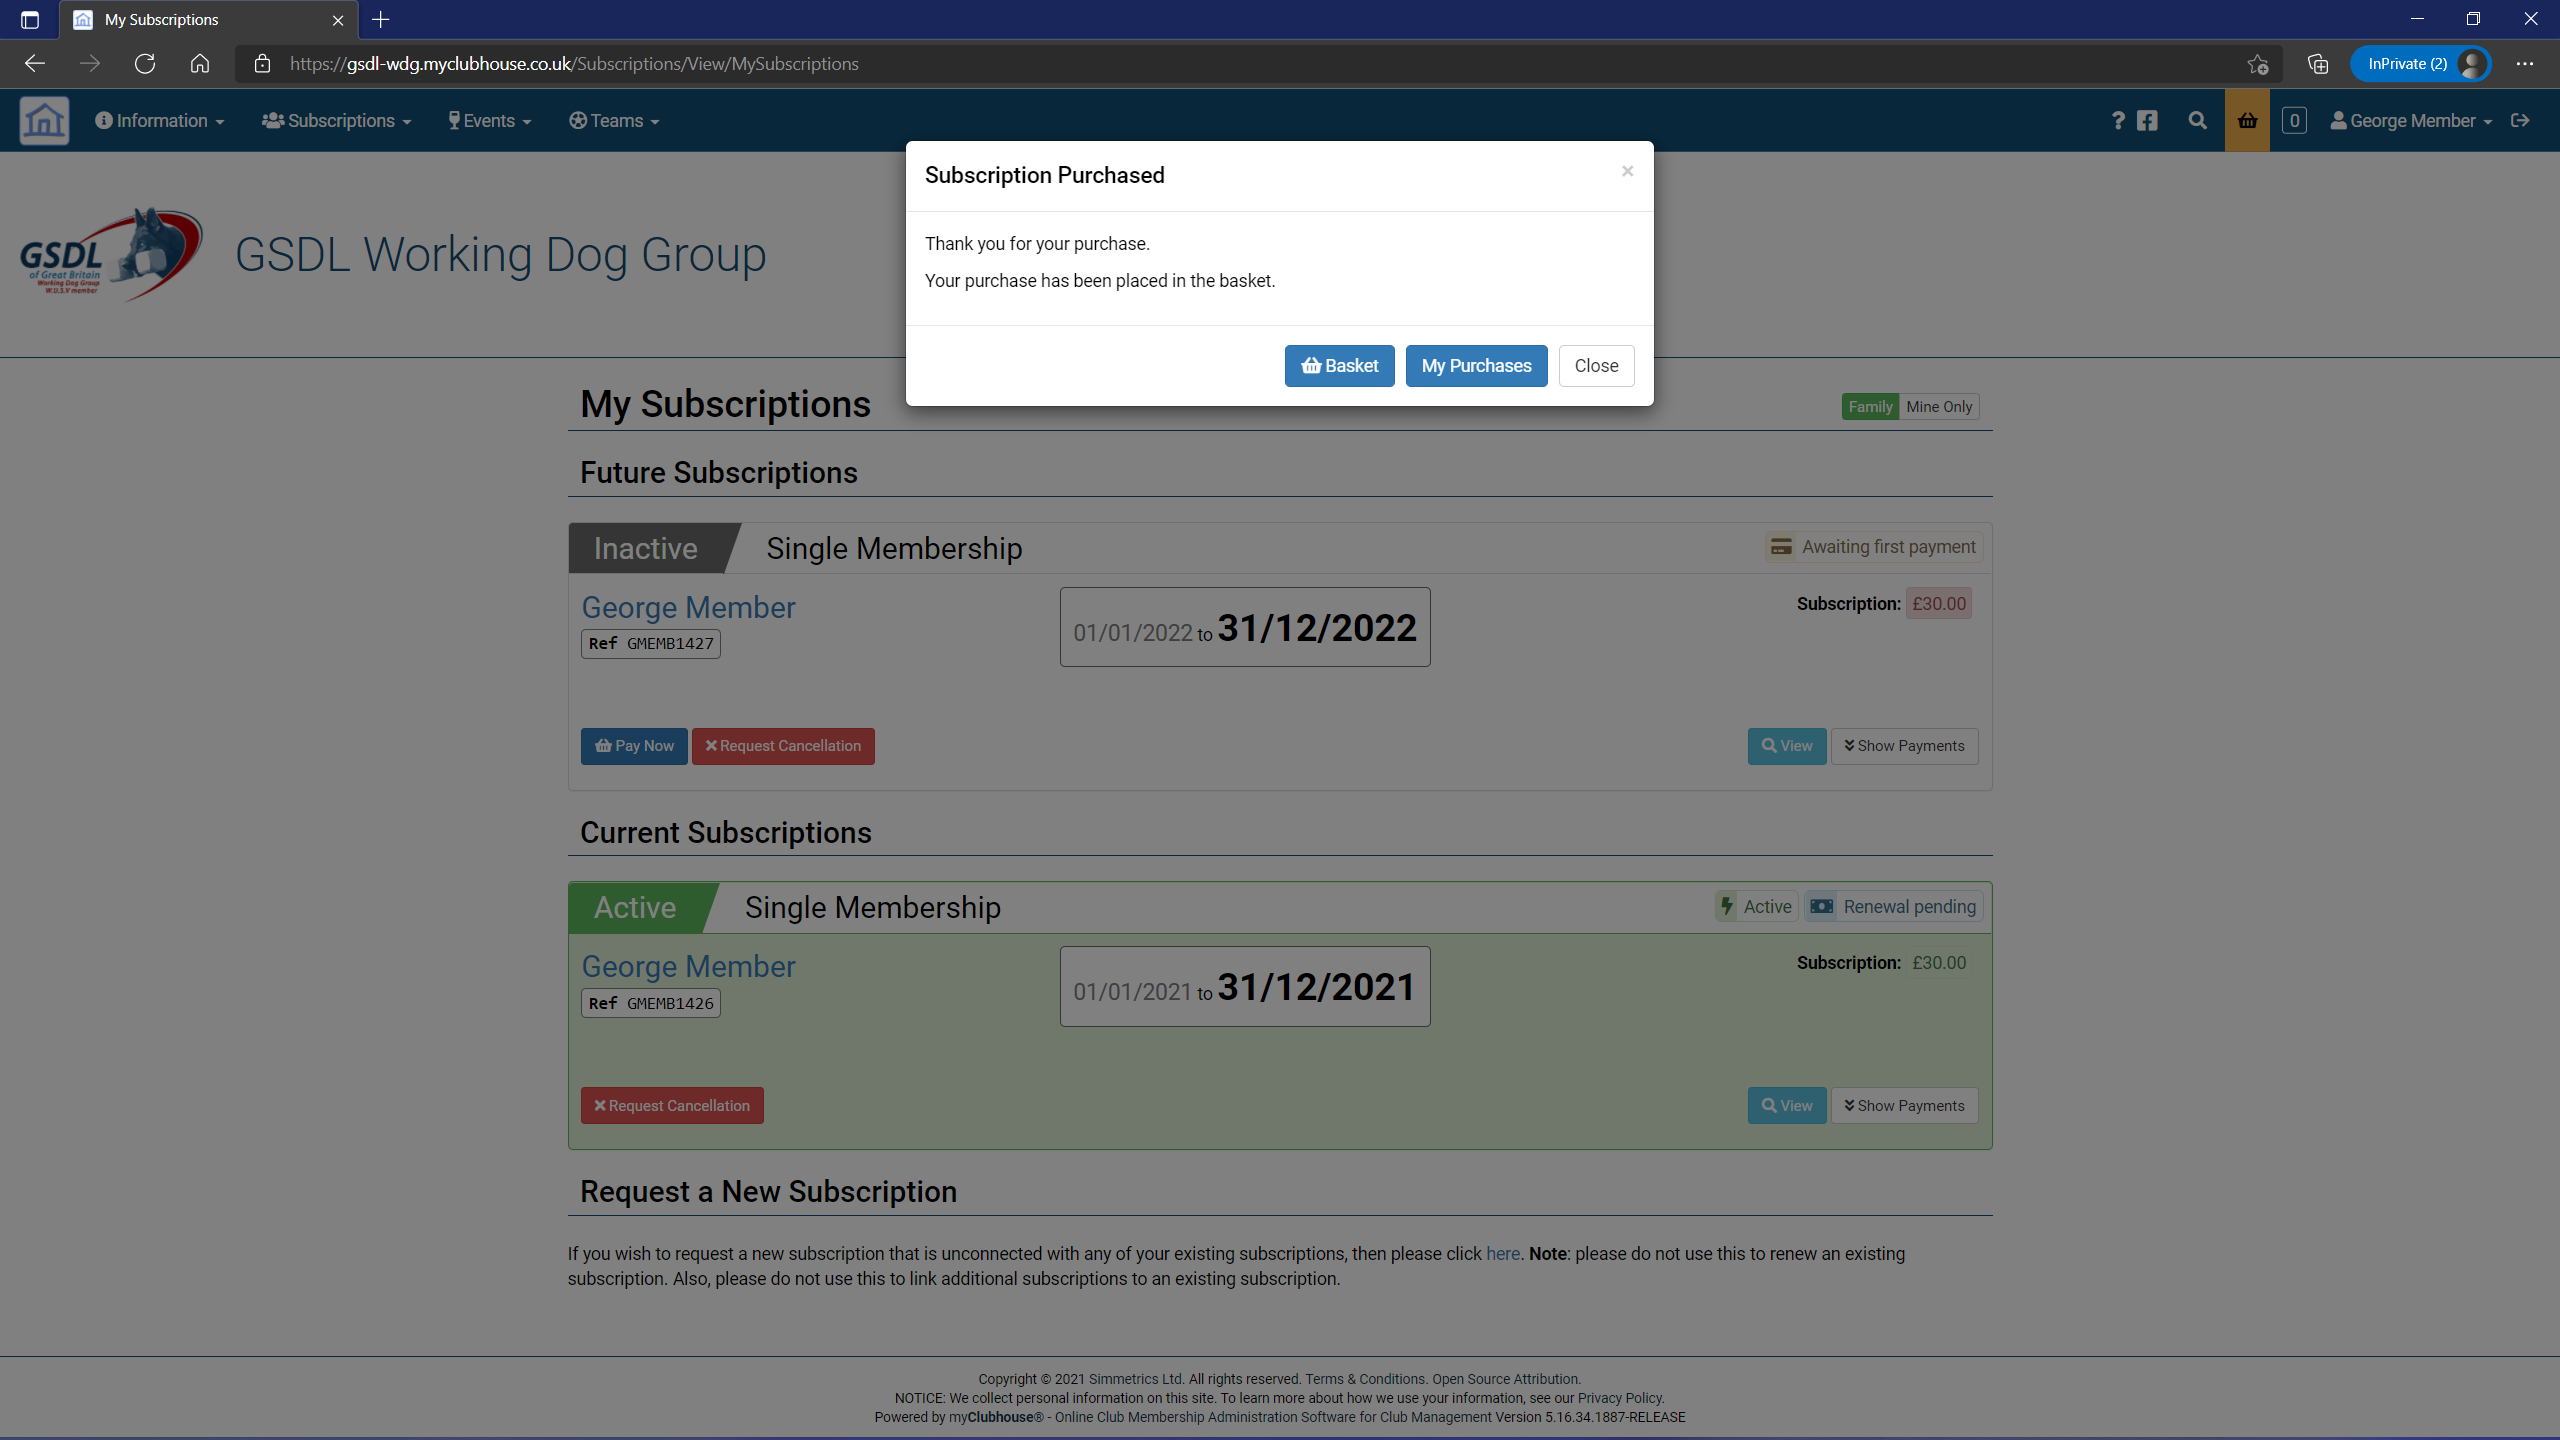 My Subscriptions
https://gsdl-wdg.myclubhouse.co.uk/Subscriptions/View/MySubscriptions
InPrivate (2)
Information
Subscriptions
Events
Teams
?
0
George Member
GSDL
of Great Britain
Working Dog Group
W.U.S.V member
GSDL Working Dog Group
Subscription Purchased
×
Thank you for your purchase.
Your purchase has been placed in the basket.
Basket
My Purchases
Close
My Subscriptions
Family
Mine Only
Future Subscriptions
Inactive
Single Membership
Awaiting first payment
George Member
Ref GMEMB1427
01/01/2022 to 31/12/2022
Subscription: £30.00
Pay Now
Request Cancellation
View
Show Payments
Current Subscriptions
Active
Single Membership
Active
Renewal pending
George Member
Ref GMEMB1426
01/01/2021 to 31/12/2021
Subscription: £30.00
Request Cancellation
View
Show Payments
Request a New Subscription
If you wish to request a new subscription that is unconnected with any of your existing subscriptions, then please click here. Note: please do not use this to renew an existing
subscription. Also, please do not use this to link additional subscriptions to an existing subscription.
Copyright © 2021 Simmetrics Ltd. All rights reserved. Terms & Conditions. Open Source Attribution.
NOTICE: We collect personal information on this site. To learn more about how we use your information, see our Privacy Policy.
Powered by myClubhouse® - Online Club Membership Administration Software for Club Management Version 5.16.34.1887-RELEASE